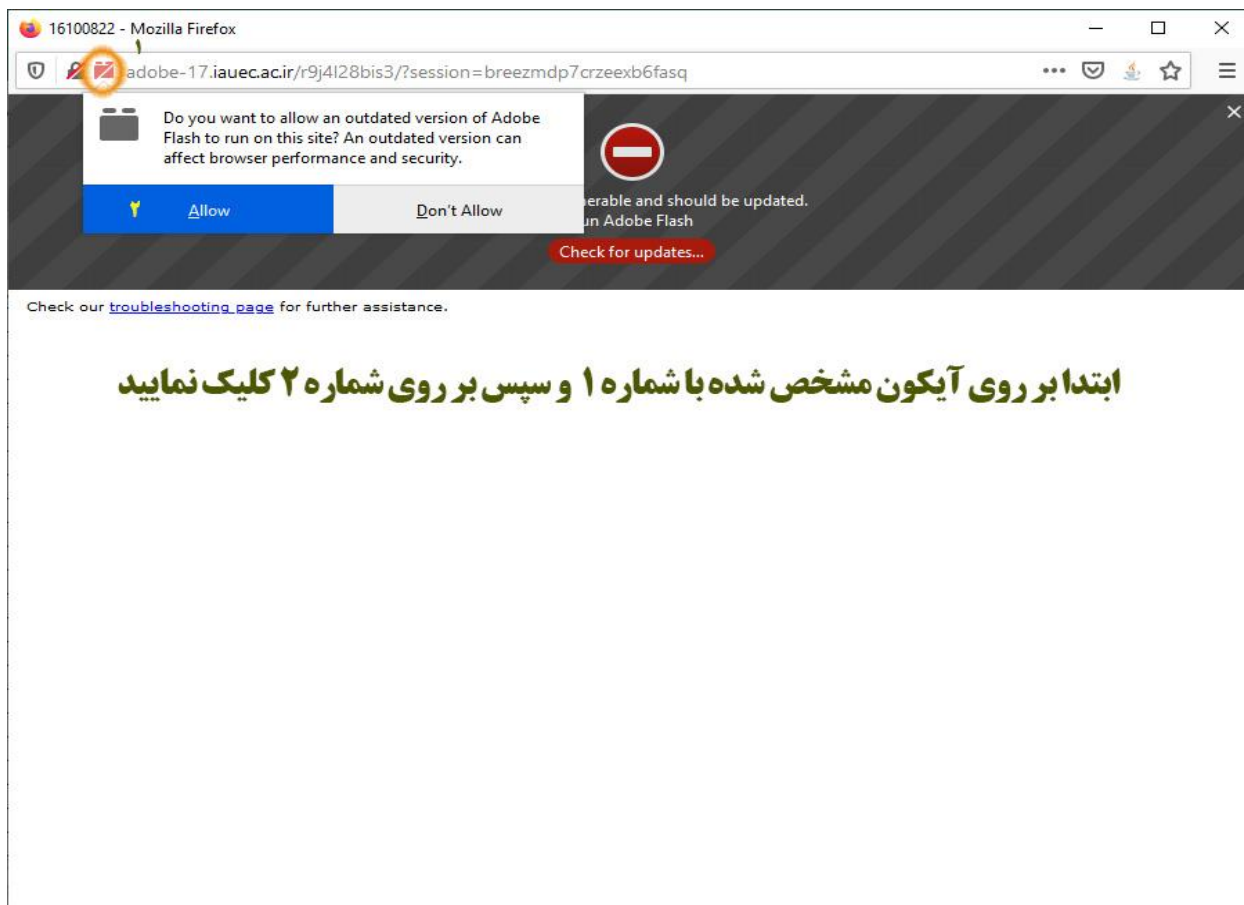 16100822 - Mozilla Firefox
۱
adobe-17.iauec.ac.ir/r9j4l28bis3/?session=breezmdp7crzeexb6fasq
Do you want to allow an outdated version of Adobe
Flash to run on this site? An outdated version can
affect browser performance and security.
۲ Allow Don't Allow
and should be updated.
Adobe Flash
Check for updates...
Check our troubleshooting page for further assistance.
ابتدا بر روی آیکون مشخص شده با شماره ۱ و سپس بر روی شماره ۲ کلیک نمایید